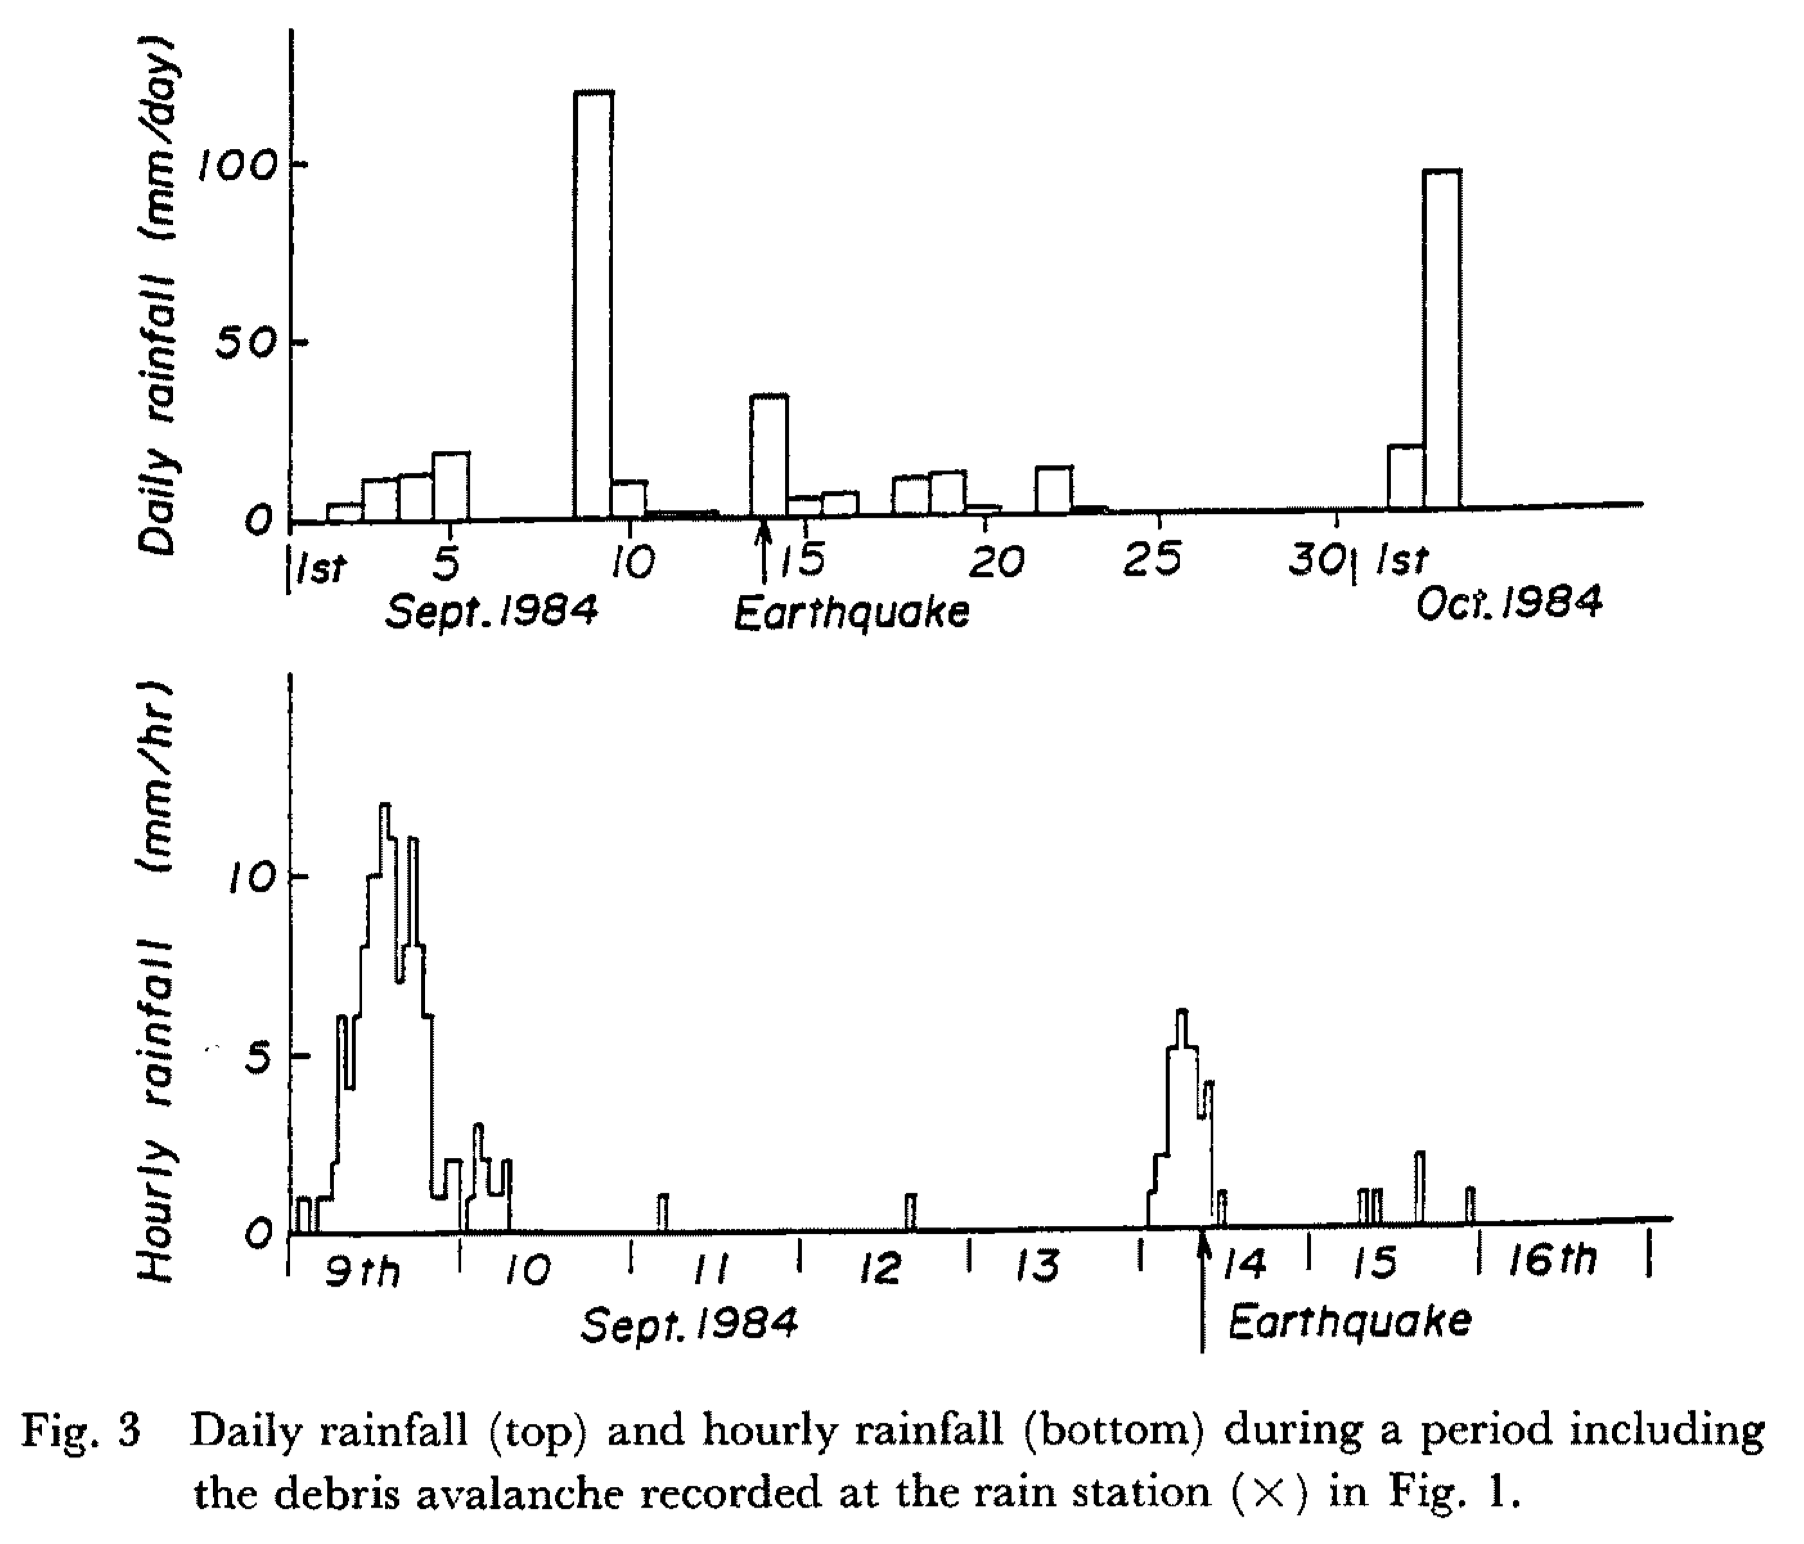 Daily rainfall (mm/day)
100
50
0
1st 5 10 15 20 25 30 1st
Sept. 1984 Earthquake Oct. 1984
Hourly rainfall (mm/hr)
10
5
0
9th 10 11 12 13 14 15 16th
Sept. 1984 Earthquake
Fig. 3 Daily rainfall (top) and hourly rainfall (bottom) during a period including
the debris avalanche recorded at the rain station (×) in Fig. 1.